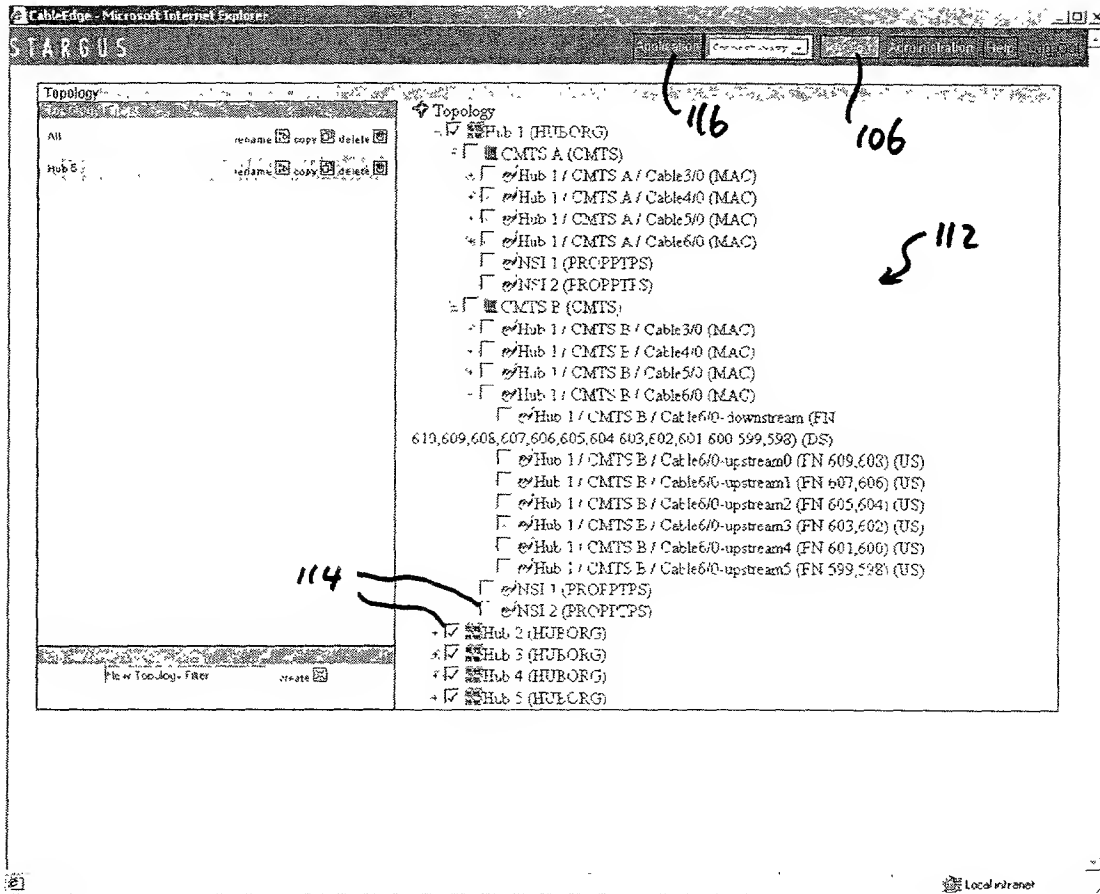 CableEdge - Microsoft Internet Explorer
STARGUS
Application Administration Help
116
106
Topology
All rename copy delete
Hub 5 rename copy delete
New Topology Filter create
Topology
Hub 1 (HUBORG)
CMTS A (CMTS)
Hub 1 / CMTS A / Cable3/0 (MAC)
Hub 1 / CMTS A / Cable4/0 (MAC)
Hub 1 / CMTS A / Cable5/0 (MAC)
Hub 1 / CMTS A / Cable6/0 (MAC)
112
NSI 1 (PROPPTPS)
NSI 2 (PROPPTPS)
CMTS B (CMTS)
Hub 1 / CMTS B / Cable3/0 (MAC)
Hub 1 / CMTS B / Cable4/0 (MAC)
Hub 1 / CMTS B / Cable5/0 (MAC)
Hub 1 / CMTS B / Cable6/0 (MAC)
Hub 1 / CMTS B / Cable6/0-downstream (FN
610,609,608,607,606,605,604 603,602,601 600 599,598) (DS)
Hub 1 / CMTS B / Cable6/0-upstream0 (FN 609,608) (US)
Hub 1 / CMTS B / Cable6/0-upstream1 (FN 607,606) (US)
Hub 1 / CMTS B / Cable6/0-upstream2 (FN 605,604) (US)
Hub 1 / CMTS B / Cable6/0-upstream3 (FN 603,602) (US)
Hub 1 / CMTS B / Cable6/0-upstream4 (FN 601,600) (US)
Hub 1 / CMTS B / Cable6/0-upstream5 (FN 599,598) (US)
114
NSI 1 (PROPPTPS)
NSI 2 (PROPPTPS)
Hub 2 (HUBORG)
Hub 3 (HUBORG)
Hub 4 (HUBORG)
Hub 5 (HUBORG)
Local intranet